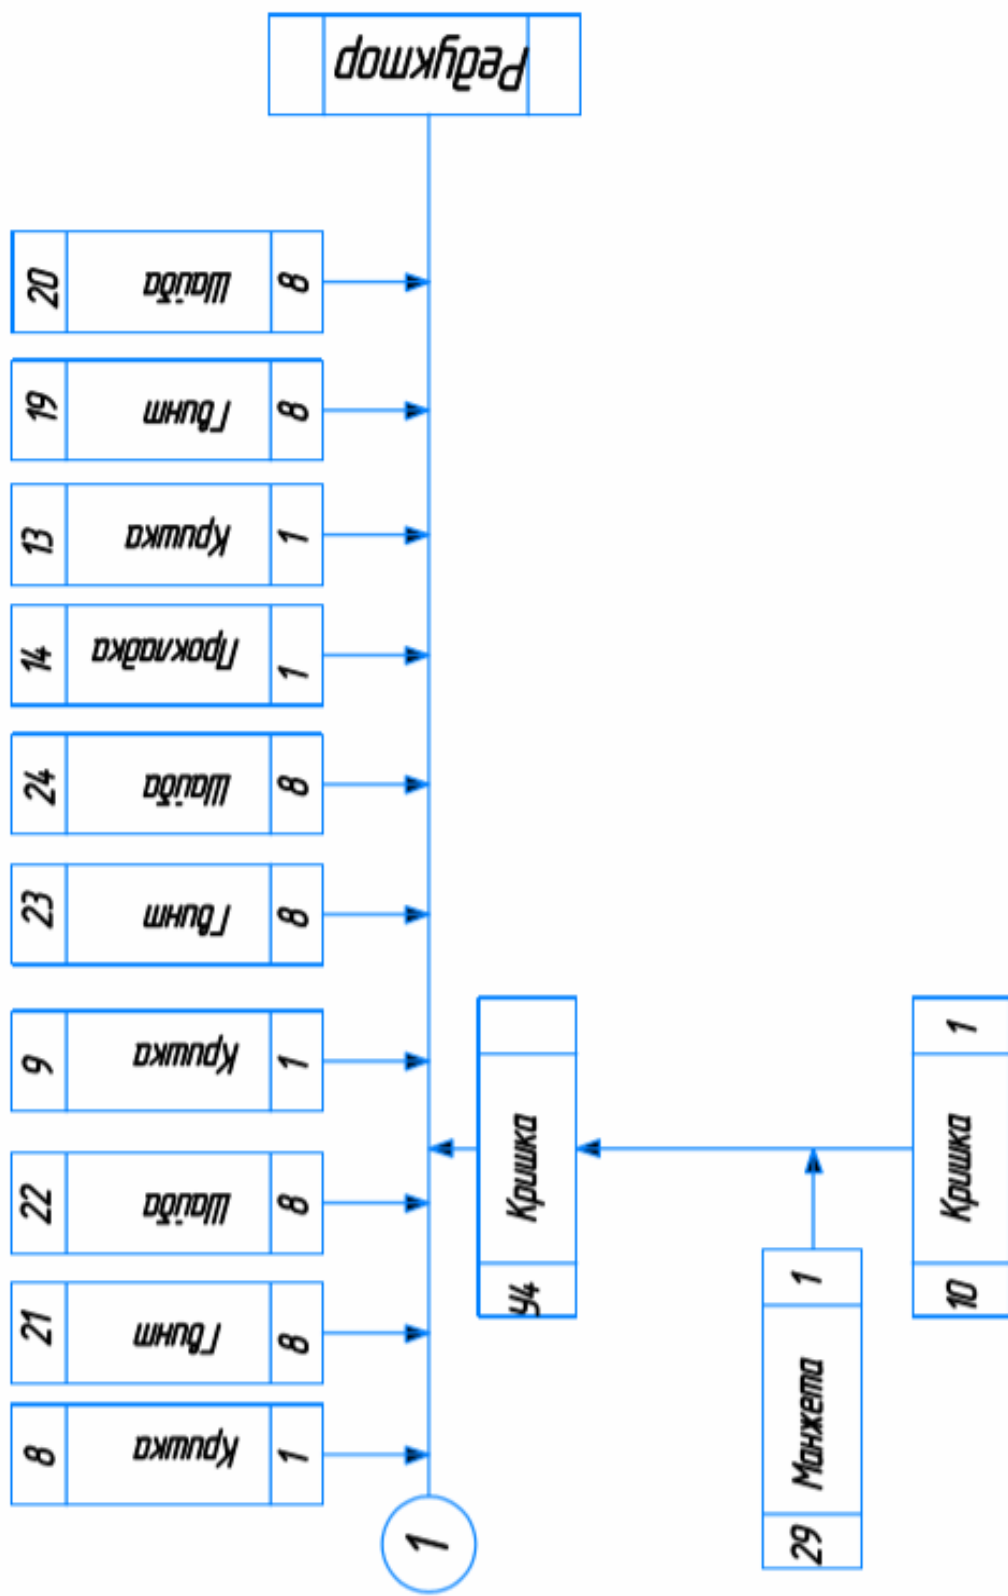 Редуктор
20 Шайба 8
19 Гвинт 8
13 Кришка 1
14 Прокладка 1
24 Шайба 8
23 Гвинт 8
9 Кришка 1
22 Шайба 8
21 Гвинт 8
8 Кришка 1
1
У4 Кришка
29 Манжета 1
10 Кришка 1